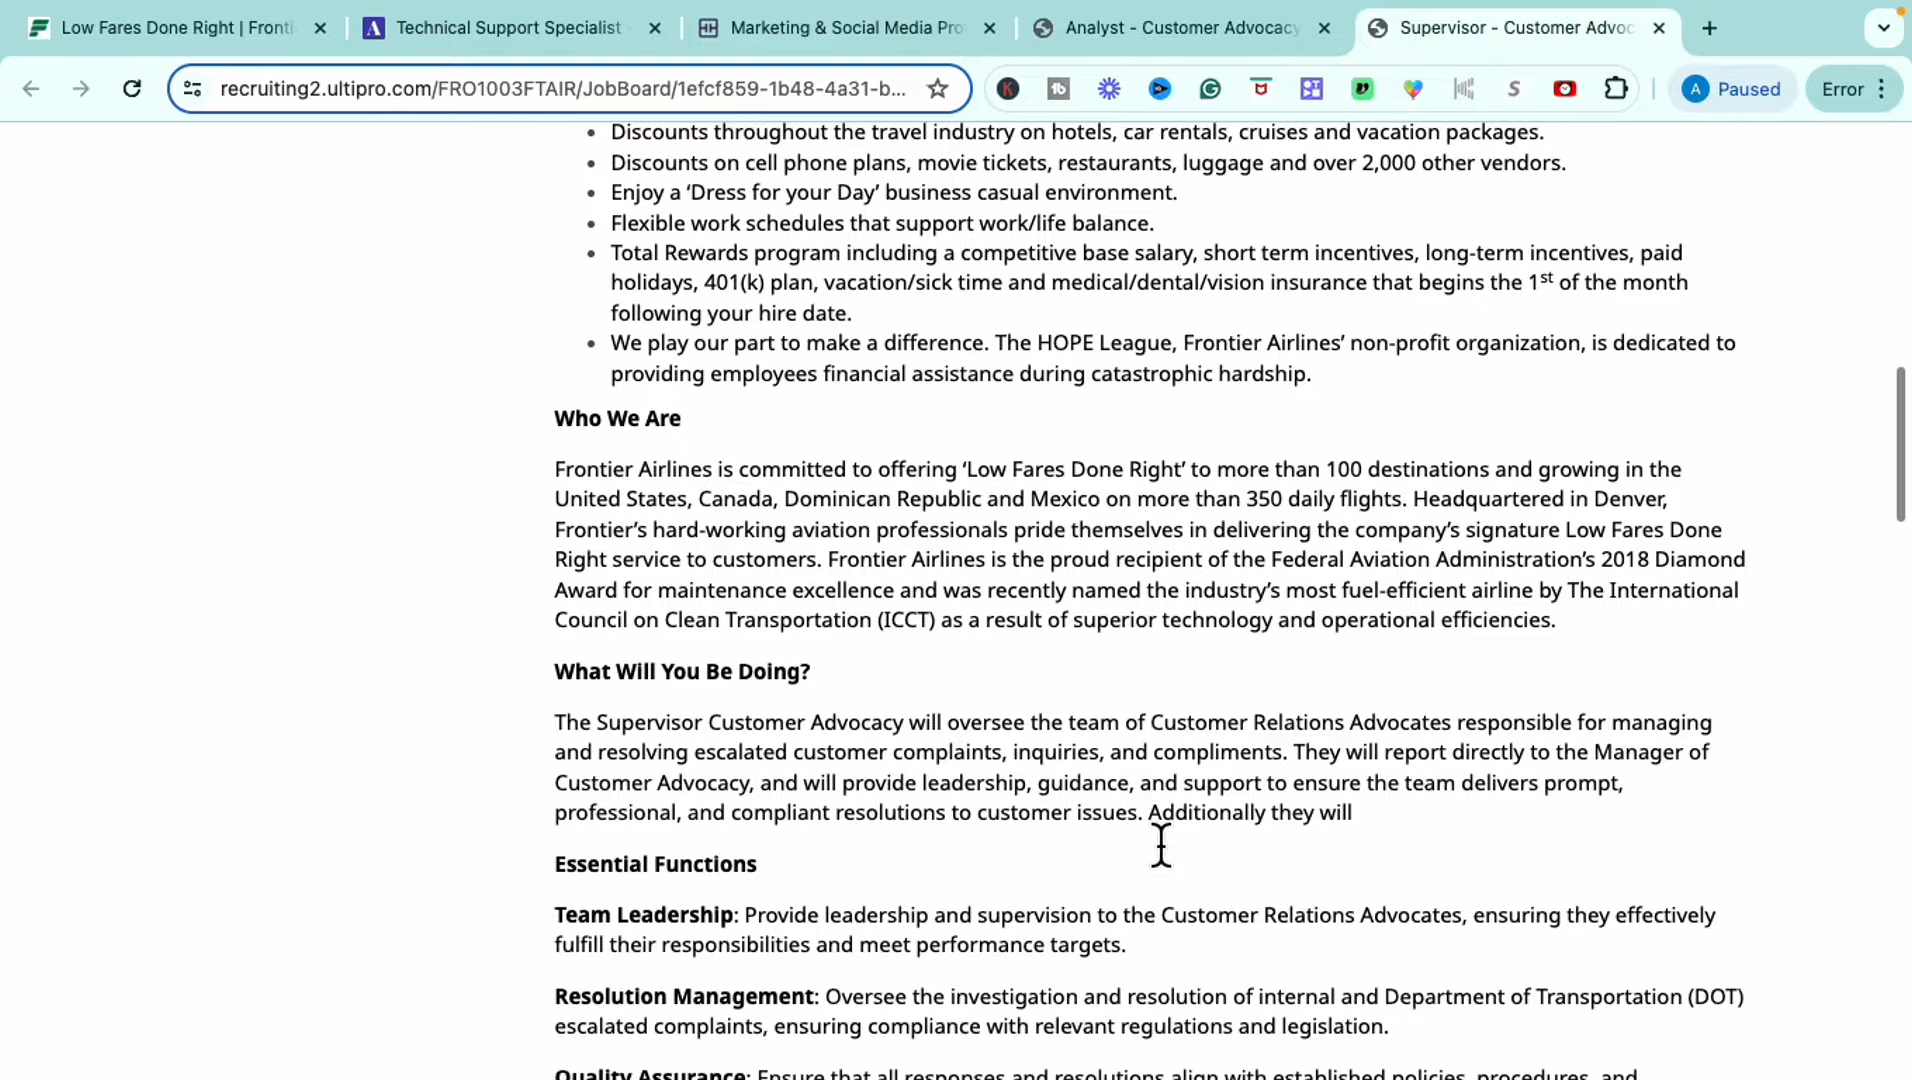 Low Fares Done Right | Fronti
Technical Support Specialist -
Marketing & Social Media Pro
Analyst - Customer Advocacy
Supervisor - Customer Advoc
recruiting2.ultipro.com/FRO1003FTAIR/JobBoard/1efcf859-1b48-4a31-b...
A Paused
Error
Discounts throughout the travel industry on hotels, car rentals, cruises and vacation packages.
Discounts on cell phone plans, movie tickets, restaurants, luggage and over 2,000 other vendors.
Enjoy a ‘Dress for your Day’ business casual environment.
Flexible work schedules that support work/life balance.
Total Rewards program including a competitive base salary, short term incentives, long-term incentives, paid
holidays, 401(k) plan, vacation/sick time and medical/dental/vision insurance that begins the 1st of the month
following your hire date.
We play our part to make a difference. The HOPE League, Frontier Airlines’ non-profit organization, is dedicated to
providing employees financial assistance during catastrophic hardship.
Who We Are
Frontier Airlines is committed to offering ‘Low Fares Done Right’ to more than 100 destinations and growing in the
United States, Canada, Dominican Republic and Mexico on more than 350 daily flights. Headquartered in Denver,
Frontier’s hard-working aviation professionals pride themselves in delivering the company’s signature Low Fares Done
Right service to customers. Frontier Airlines is the proud recipient of the Federal Aviation Administration’s 2018 Diamond
Award for maintenance excellence and was recently named the industry’s most fuel-efficient airline by The International
Council on Clean Transportation (ICCT) as a result of superior technology and operational efficiencies.
What Will You Be Doing?
The Supervisor Customer Advocacy will oversee the team of Customer Relations Advocates responsible for managing
and resolving escalated customer complaints, inquiries, and compliments. They will report directly to the Manager of
Customer Advocacy, and will provide leadership, guidance, and support to ensure the team delivers prompt,
professional, and compliant resolutions to customer issues. Additionally they will
Essential Functions
Team Leadership: Provide leadership and supervision to the Customer Relations Advocates, ensuring they effectively
fulfill their responsibilities and meet performance targets.
Resolution Management: Oversee the investigation and resolution of internal and Department of Transportation (DOT)
escalated complaints, ensuring compliance with relevant regulations and legislation.
Quality Assurance: Ensure that all responses and resolutions align with established policies, procedures, and